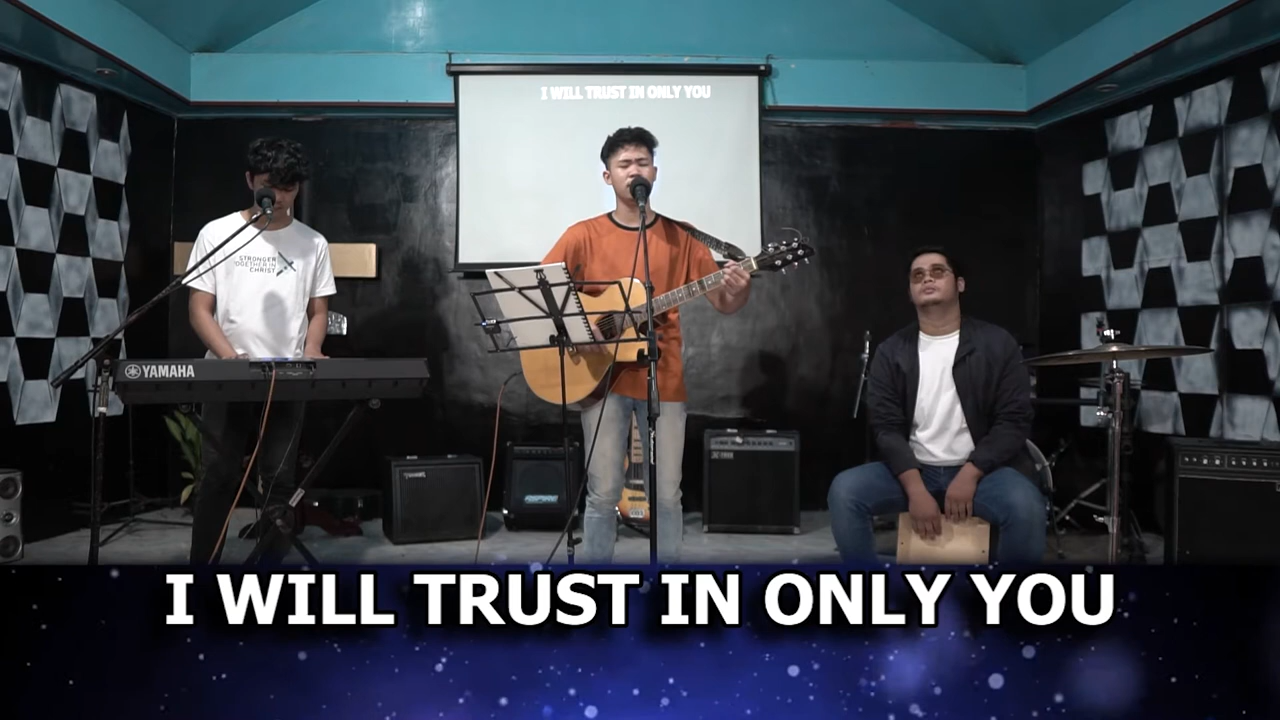 I WILL TRUST IN ONLY YOU
STRONGER
TOGETHER IN
CHRIST
YAMAHA
I WILL TRUST IN ONLY YOU